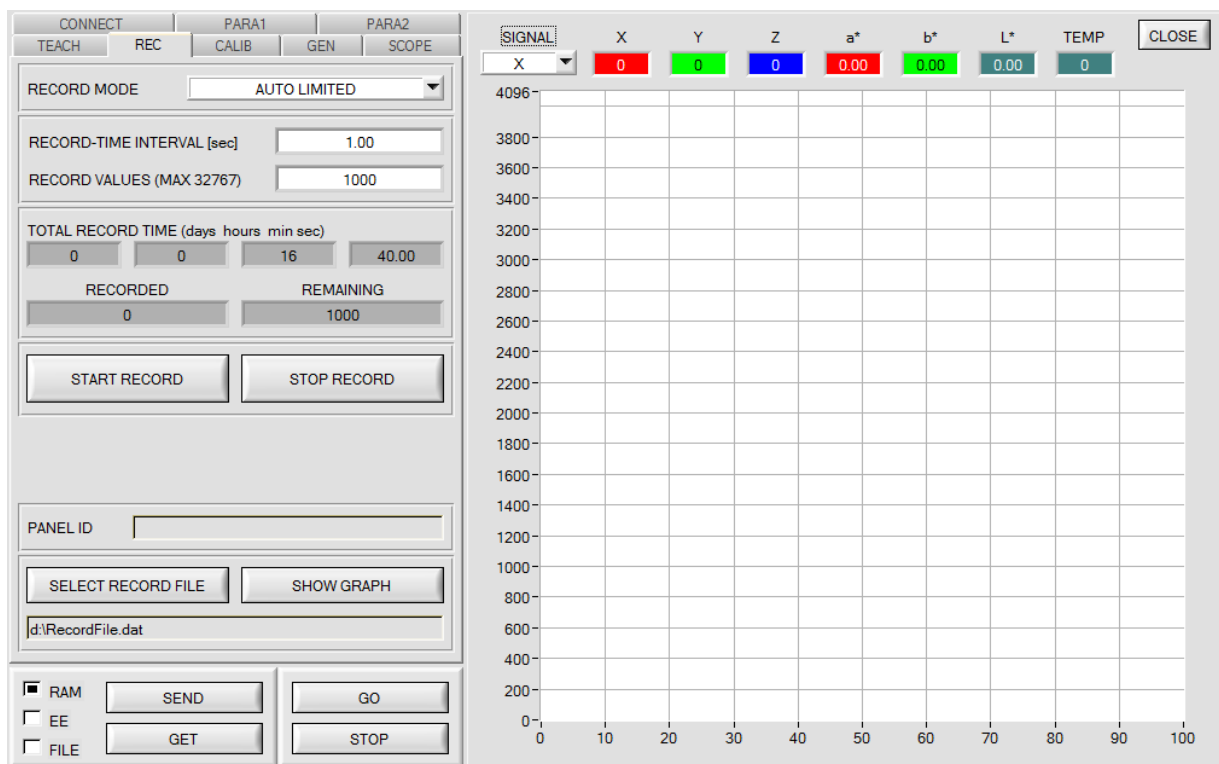 CONNECT PARA1 PARA2
TEACH REC CALIB GEN SCOPE
RECORD MODE AUTO LIMITED
RECORD-TIME INTERVAL [sec] 1.00
RECORD VALUES (MAX 32767) 1000
TOTAL RECORD TIME (days hours min sec)
0 0 16 40.00
RECORDED REMAINING
0 1000
START RECORD STOP RECORD
PANEL ID
SELECT RECORD FILE SHOW GRAPH
d:\RecordFile.dat
RAM SEND GO
EE
FILE GET STOP
SIGNAL X Y Z a* b* L* TEMP CLOSE
X 0 0 0 0.00 0.00 0.00 0
4096
3800
3600
3400
3200
3000
2800
2600
2400
2200
2000
1800
1600
1400
1200
1000
800
600
400
200
0
0 10 20 30 40 50 60 70 80 90 100